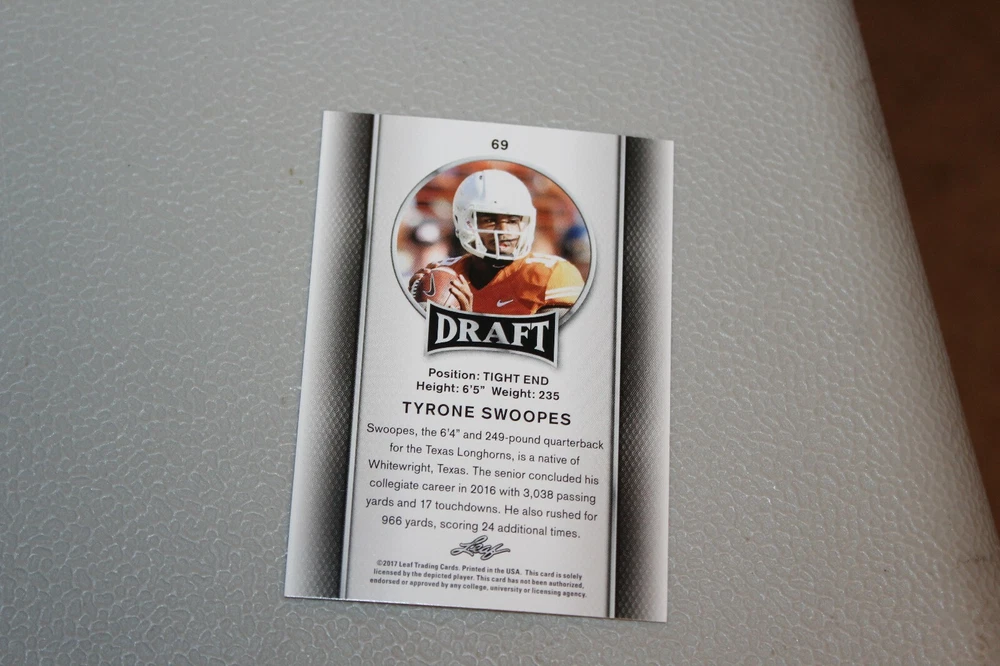 69
DRAFT
Position: TIGHT END
Height: 6'5" Weight: 235
TYRONE SWOOPES
Swoopes, the 6'4" and 249-pound quarterback
for the Texas Longhorns, is a native of
Whitewright, Texas. The senior concluded his
collegiate career in 2016 with 3,038 passing
yards and 17 touchdowns. He also rushed for
966 yards, scoring 24 additional times.
Leaf
©2017 Leaf Trading Cards. Printed in the USA. This card is solely
licensed by the depicted player. This card has not been authorized,
endorsed or approved by any college, university or licensing agency.